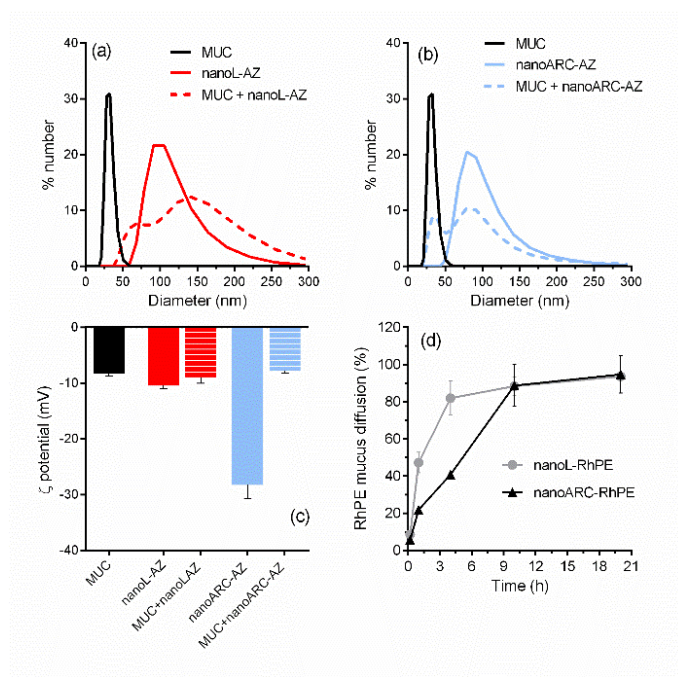 (a)
MUC
nanoL-AZ
MUC + nanoL-AZ
% number
40
30
20
10
0
0 50 100 150 200 250 300
Diameter (nm)
(b)
MUC
nanoARC-AZ
MUC + nanoARC-AZ
% number
40
30
20
10
0
0 50 100 150 200 250 300
Diameter (nm)
ζ potential (mV)
0
-10
-20
-30
-40
(c)
MUC
nanoL-AZ
MUC+nanoLAZ
nanoARC-AZ
MUC+nanoARC-AZ
(d)
RhPE mucus diffusion (%)
120
100
80
60
40
20
0
nanoL-RhPE
nanoARC-RhPE
0 3 6 9 12 15 18 21
Time (h)